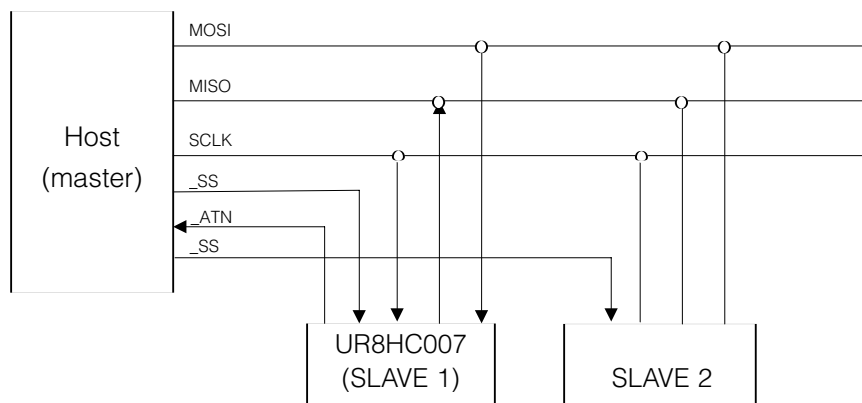 MOSI
MISO
Host
(master)
SCLK
_SS
_ATN
_SS
UR8HC007
(SLAVE 1)
SLAVE 2